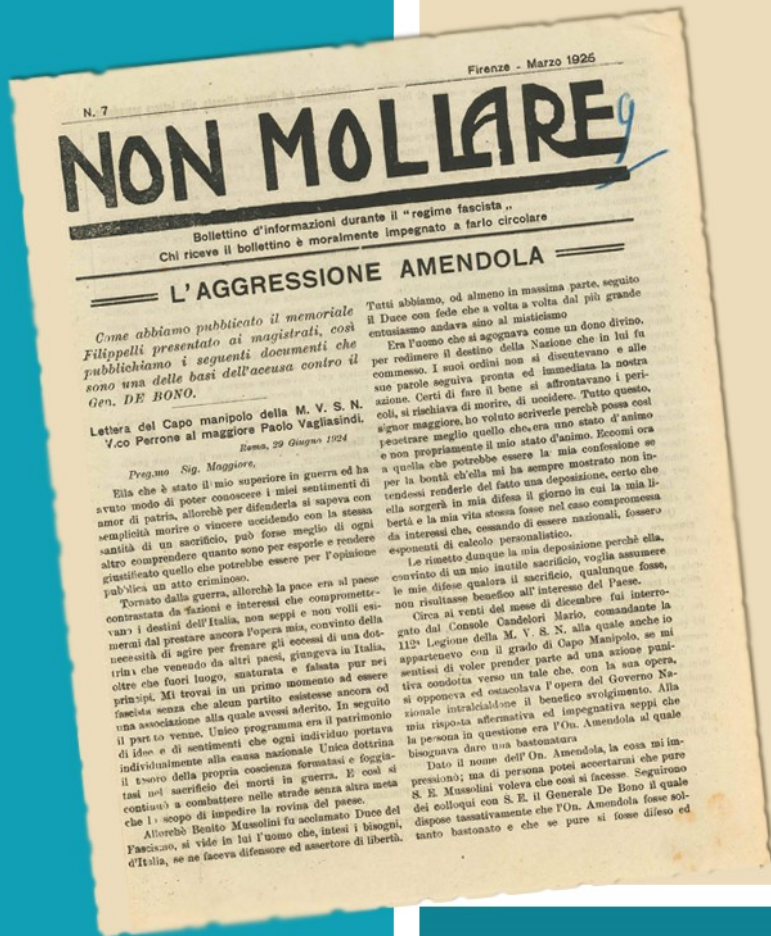 N. 7
Firenze - Marzo 1925
NON MOLLARE
9
Bollettino d'informazioni durante il "regime fascista „
Chi riceve il bollettino è moralmente impegnato a farlo circolare
L'AGGRESSIONE AMENDOLA
Come abbiamo pubblicato il memoriale
Filippelli presentato ai magistrati, così
pubblichiamo i seguenti documenti che
sono una delle basi dell'accusa contro il
Gen. DE BONO.
Lettera del Capo manipolo della M. V. S. N.
V.co Perrone al maggiore Paolo Vagliasindi.
Roma, 29 Giugno 1924
Preg.mo Sig. Maggiore,
Ella che è stato il mio superiore in guerra ed ha
avuto modo di poter conoscere i miei sentimenti di
amor di patria, allorchè per difenderla si sapeva con
semplicità morire o vincere uccidendo con la stessa
santità di un sacrificio, può forse meglio di ogni
altro comprendere quanto sono per esporle e rendere
giustificato quello che potrebbe essere per l'opinione
pubblica un atto criminoso.
Tornato dalla guerra, allorchè la pace era al paese
contrastata da fazioni e interessi che compromette-
vano i destini dell'Italia, non seppi e non volli esi-
mermi dal prestare ancora l'opera mia, convinto della
necessità di agire per frenare gli eccessi di una dot-
trina che venendo da altri paesi, giungeva in Italia,
oltre che fuori luogo, snaturata e falsata pur nei
principi. Mi trovai in un primo momento ad essere
fascista senza che alcun partito esistesse ancora od
una associazione alla quale avessi aderito. In seguito
il partito venne. Unico programma era il patrimonio
di idee e di sentimenti che ogni individuo portava
individualmente alla causa nazionale Unica dottrina
il tesoro della propria coscienza formatasi e foggia-
tasi nel sacrificio dei morti in guerra. E così si
continuò a combattere nelle strade senza altra meta
che lo scopo di impedire la rovina del paese.
Allorchè Benito Mussolini fu acclamato Duce del
Fascismo, si vide in lui l'uomo che, intesi i bisogni,
d'Italia, se ne faceva difensore ed assertore di libertà.
Tutti abbiamo, od almeno in massima parte, seguito
il Duce con fede che a volta a volta dal più grande
entusiasmo andava sino al misticismo
Era l'uomo che si agognava come un dono divino,
per redimere il destino della Nazione che in lui fu
commesso. I suoi ordini non si discutevano e alle
sue parole seguiva pronta ed immediata la nostra
azione. Certi di fare il bene si affrontavano i peri-
coli, si rischiava di morire, di uccidere. Tutto questo,
signor maggiore, ho voluto scriverle perchè possa così
penetrare meglio quello che era uno stato d'animo
e non propriamente il mio stato d'animo. Eccomi ora
a quella che potrebbe essere la mia confessione se
per la bontà ch'ella mi ha sempre mostrato non in-
tendessi renderle del fatto una deposizione, certo che
ella sorgerà in mia difesa il giorno in cui la mia li-
bertà e la mia vita stessa fosse nel caso compromessa
da interessi che, cessando di essere nazionali, fossero
esponenti di calcolo personalistico.
Le rimetto dunque la mia deposizione perchè ella,
convinto di un mio inutile sacrificio, voglia assumere
le mie difese qualora il sacrificio, qualunque fosse,
non risultasse benefico all'interesse del Paese.
Circa ai venti del mese di dicembre fui interro-
gato dal Console Candelori Mario, comandante la
112ª Legione della M. V. S. N. alla quale anche io
appartenevo con il grado di Capo Manipolo, se mi
sentissi di voler prender parte ad una azione puni-
tiva condotta verso un tale che, con la sua opera,
si opponeva ed ostacolava l'opera del Governo Na-
zionale intralciandone il benefico svolgimento. Alla
mia risposta affermativa ed impegnativa seppi che
la persona in questione era l'On. Amendola al quale
bisognava dare una bastonatura
Dato il nome dell'On. Amendola, la cosa mi im-
pressionò; ma di persona potei accertarmi che pure
S. E. Mussolini voleva che così si facesse. Seguirono
dei colloqui con S. E. il Generale De Bono il quale
dispose tassativamente che l'On. Amendola fosse sol-
tanto bastonato e che se pure si fosse difeso ed